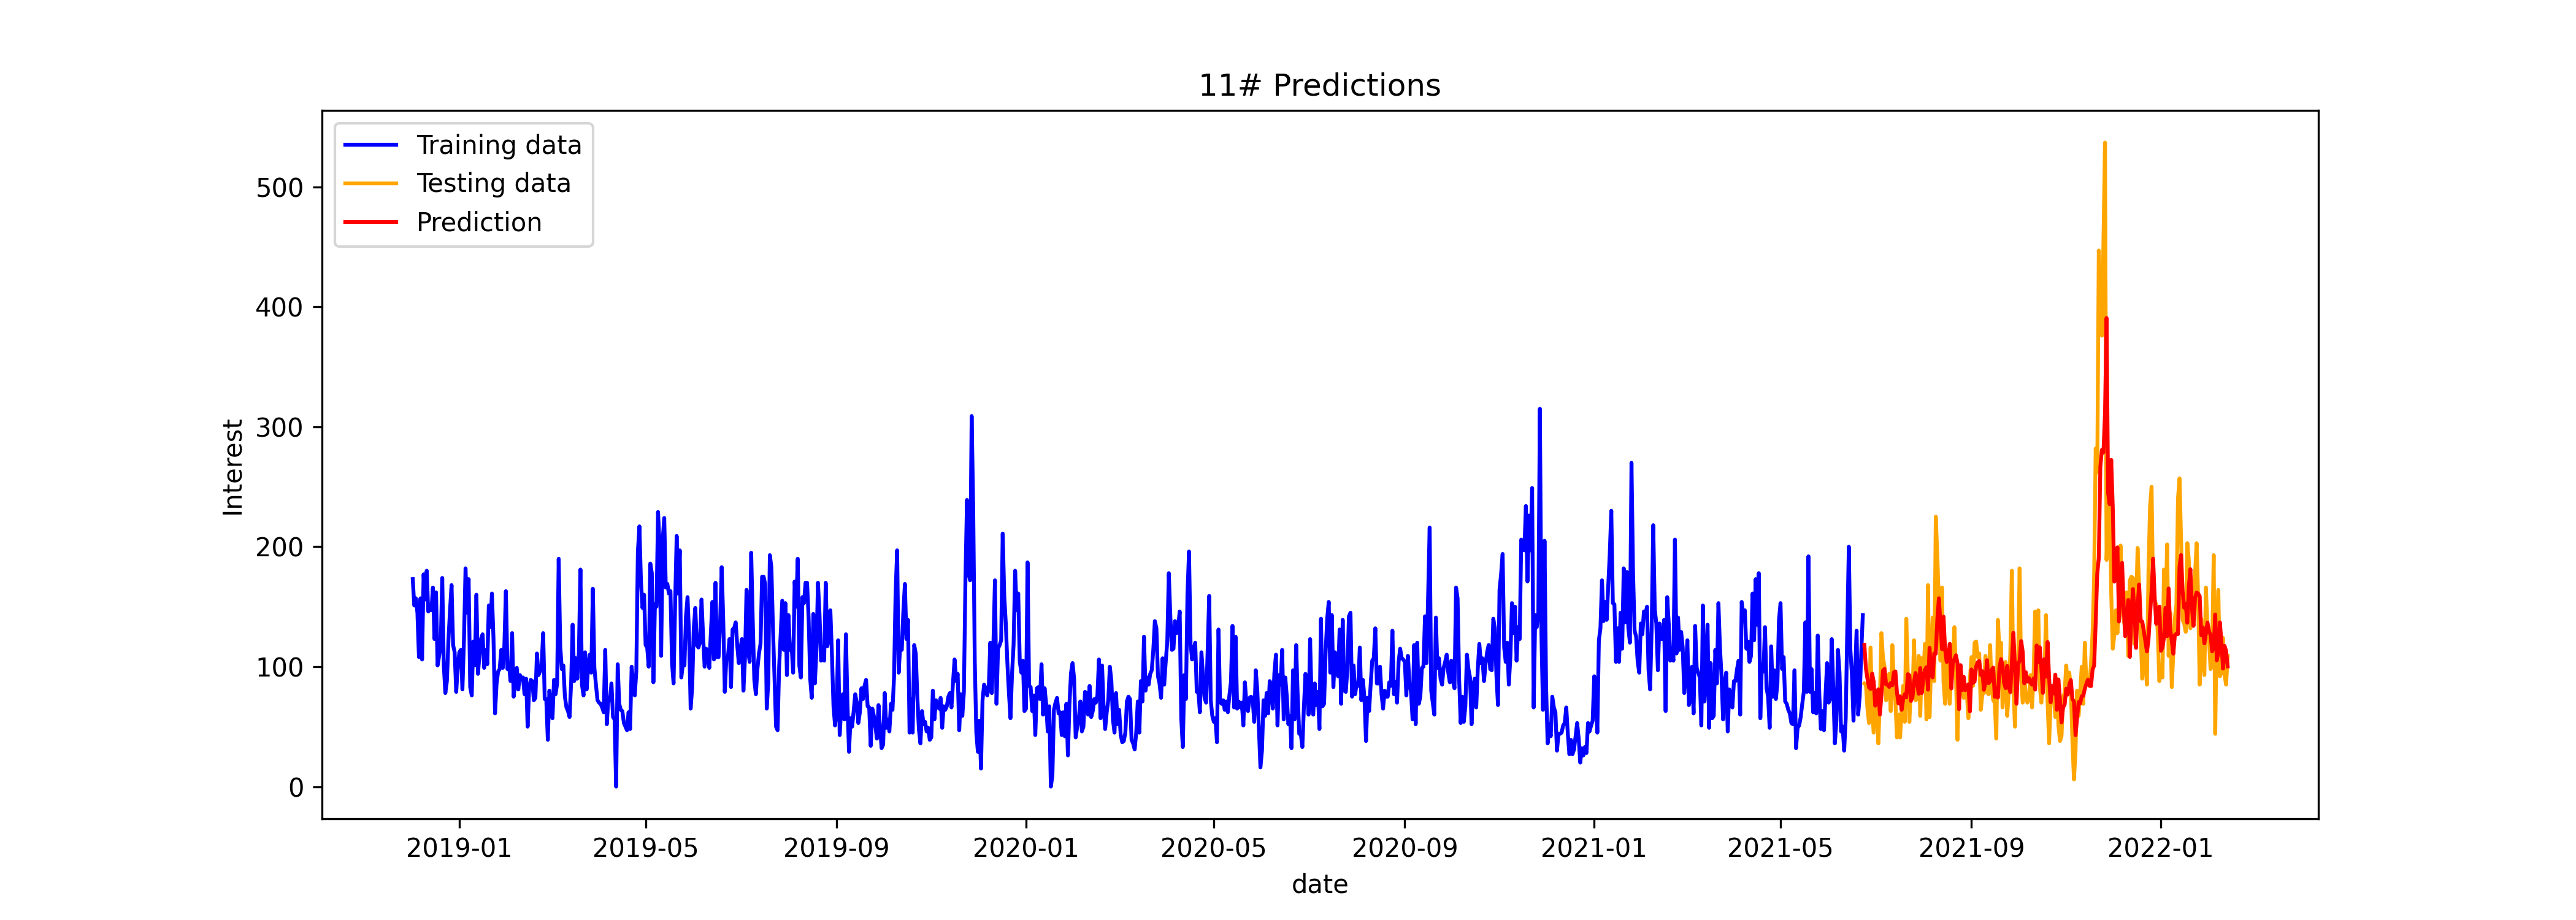 11# Predictions
Training data
Testing data
Prediction
500
400
300
200
100
0
Interest
2019-01 2019-05 2019-09 2020-01 2020-05 2020-09 2021-01 2021-05 2021-09 2022-01
date